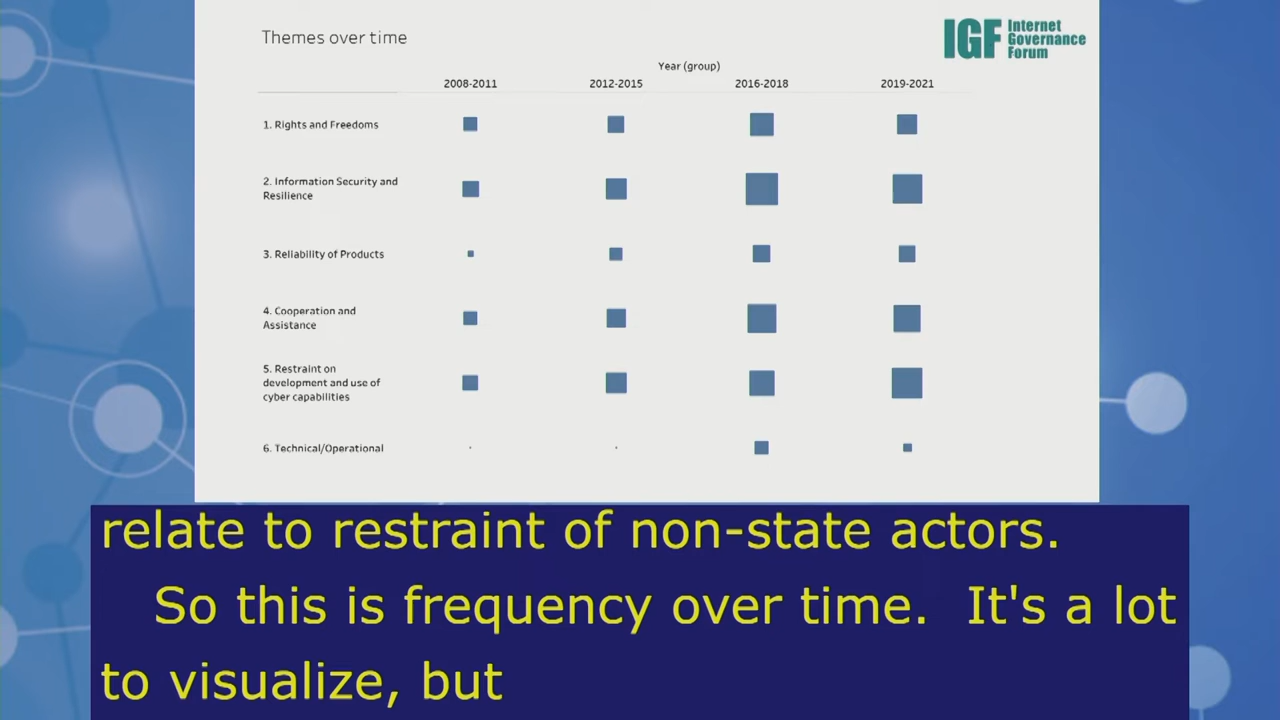 Themes over time
IGF Internet
Governance
Forum
Year (group)
2008-2011 2012-2015 2016-2018 2019-2021
1. Rights and Freedoms
2. Information Security and
Resilience
3. Reliability of Products
4. Cooperation and
Assistance
5. Restraint on
development and use of
cyber capabilities
6. Technical/Operational
relate to restraint of non-state actors.
So this is frequency over time. It's a lot
to visualize, but